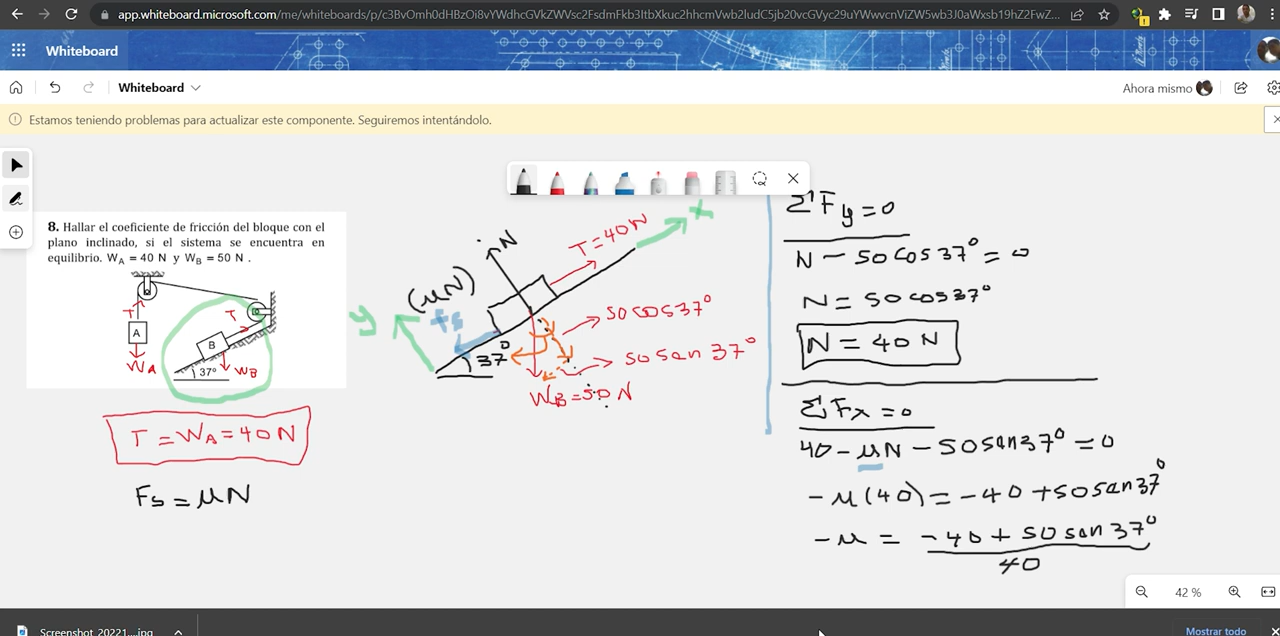 app.whiteboard.microsoft.com/me/whiteboards/p/
Whiteboard
Whiteboard
Ahora mismo
Estamos teniendo problemas para actualizar este componente. Seguiremos intentándolo.
8. Hallar el coeficiente de fricción del bloque con el
plano inclinado, si el sistema se encuentra en
equilibrio. WA = 40 N y WB = 50 N .
T
A
WA
T
B
WB
37°
T = WA = 40 N
Fs = μN
y
x
(μN)
fs
N
T = 40 N
37°
50 cos 37°
50 sen 37°
WB = 50 N
ΣFy = 0
N - 50 cos 37° = 0
N = 50 cos 37°
N = 40 N
ΣFx = 0
40 - μN - 50 sen 37° = 0
-μ(40) = -40 + 50 sen 37°
-μ = -40 + 50 sen 37°
40
42 %
Screenshot_20221....jpg
Mostrar todo